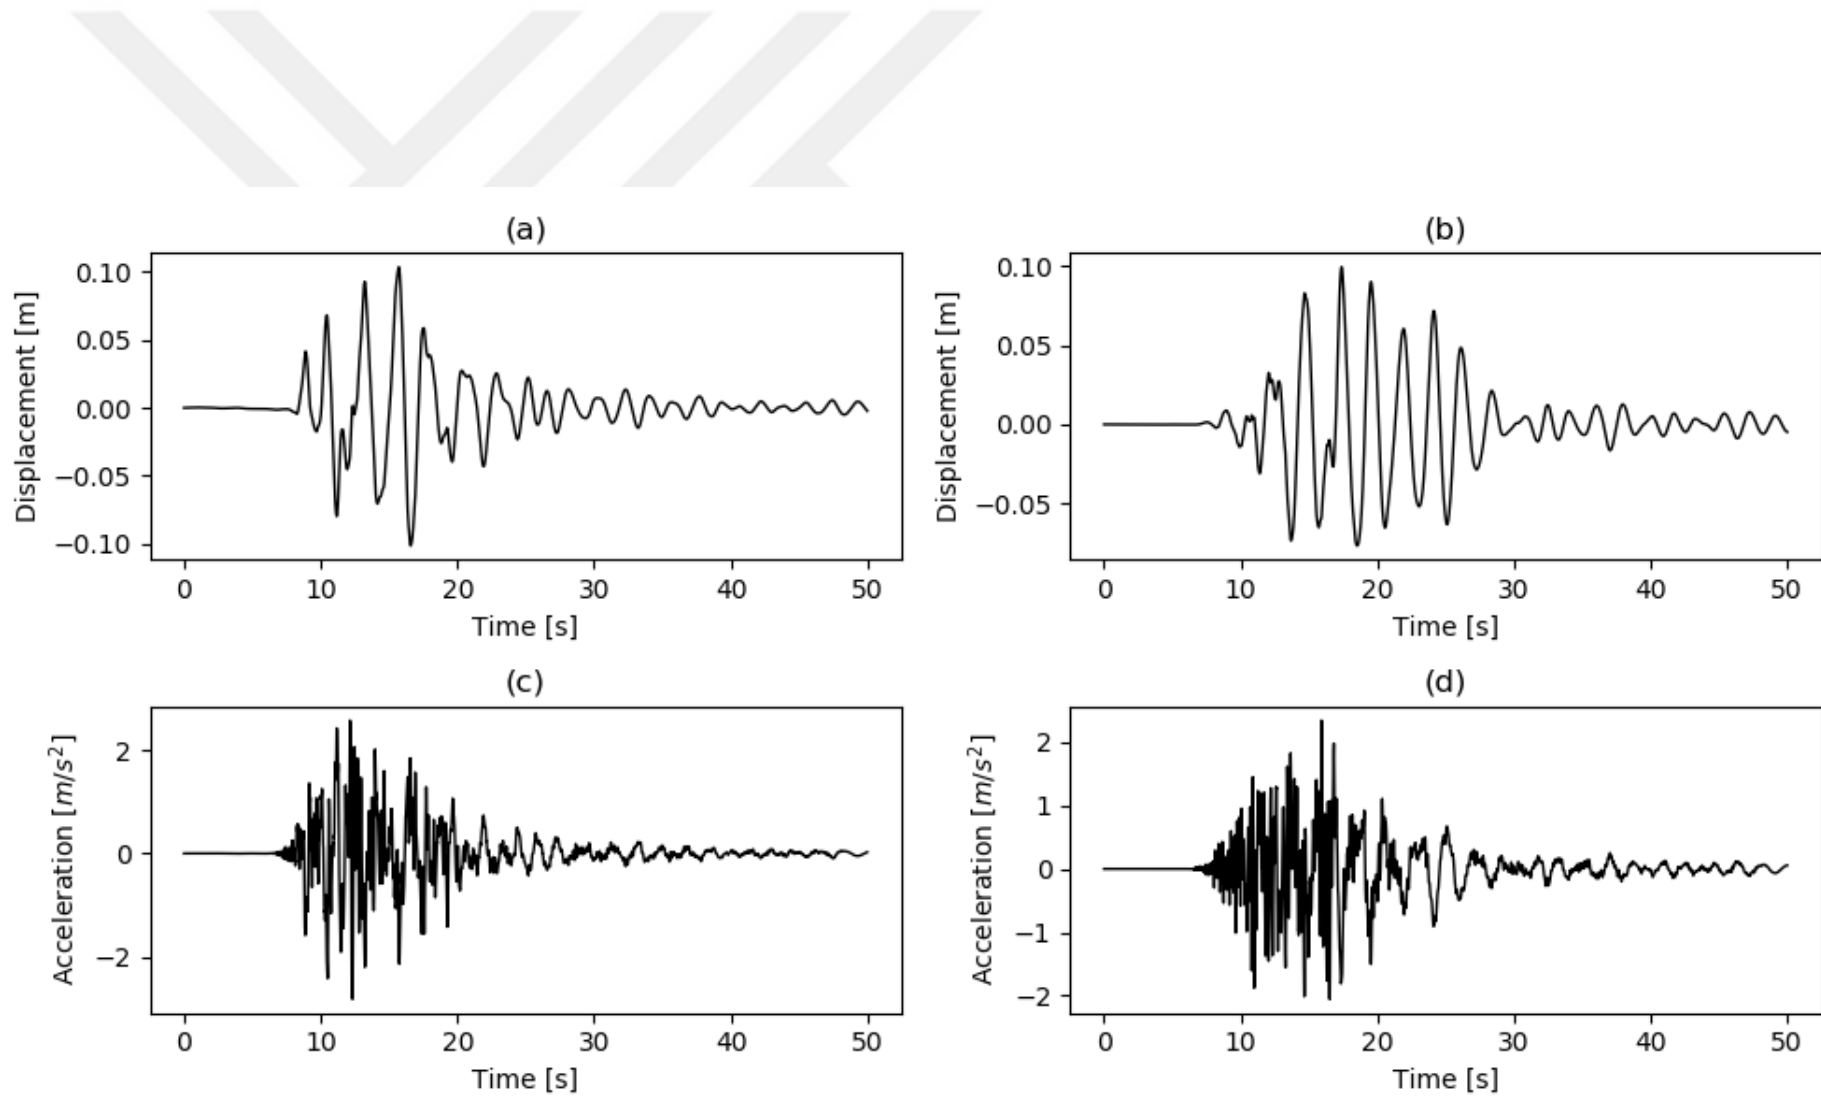 (a)
0.10
0.05
0.00
−0.05
−0.10
Displacement [m]
0 10 20 30 40 50
Time [s]
(b)
0.10
0.05
0.00
−0.05
Displacement [m]
0 10 20 30 40 50
Time [s]
(c)
2
0
−2
Acceleration [m/s²]
0 10 20 30 40 50
Time [s]
(d)
2
1
0
−1
−2
Acceleration [m/s²]
0 10 20 30 40 50
Time [s]